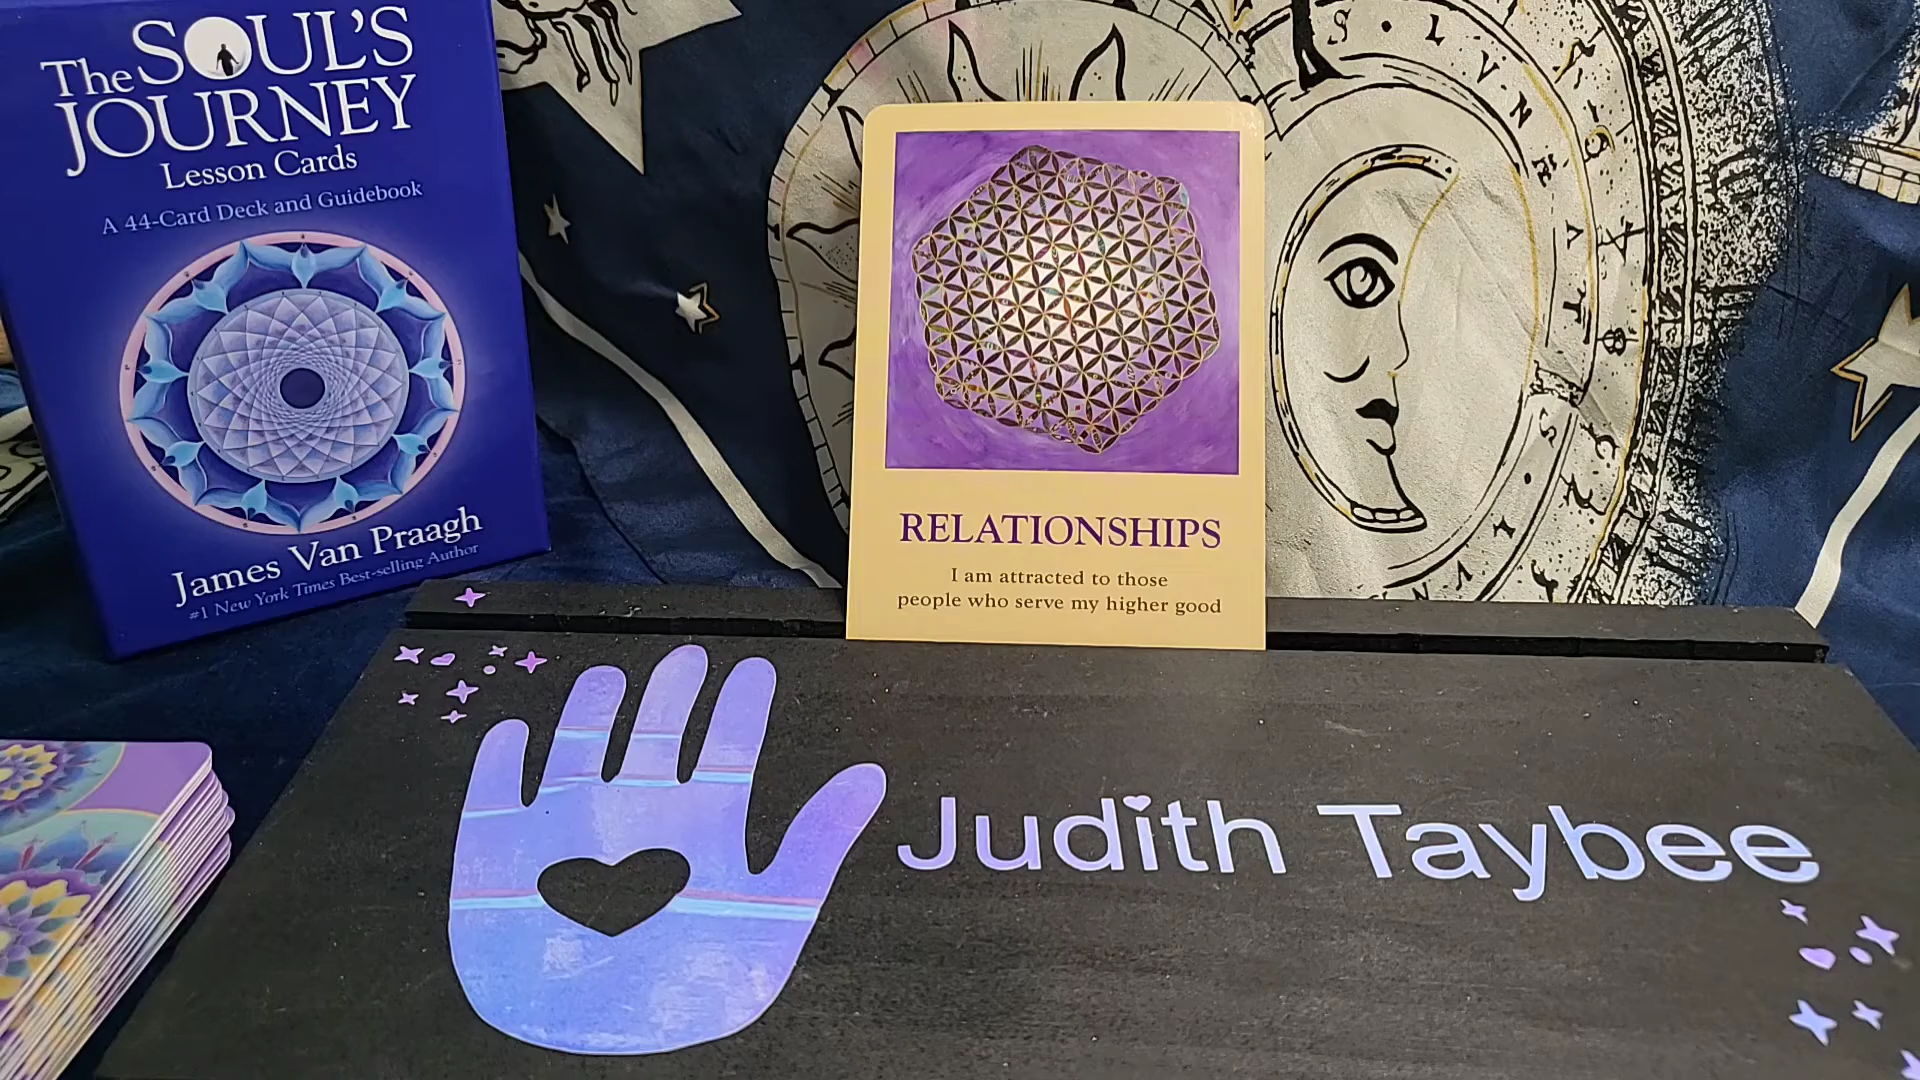 The SOUL'S
JOURNEY
Lesson Cards
A 44-Card Deck and Guidebook
James Van Praagh
#1 New York Times Best-selling Author
RELATIONSHIPS
I am attracted to those
people who serve my higher good
Judith Taybee